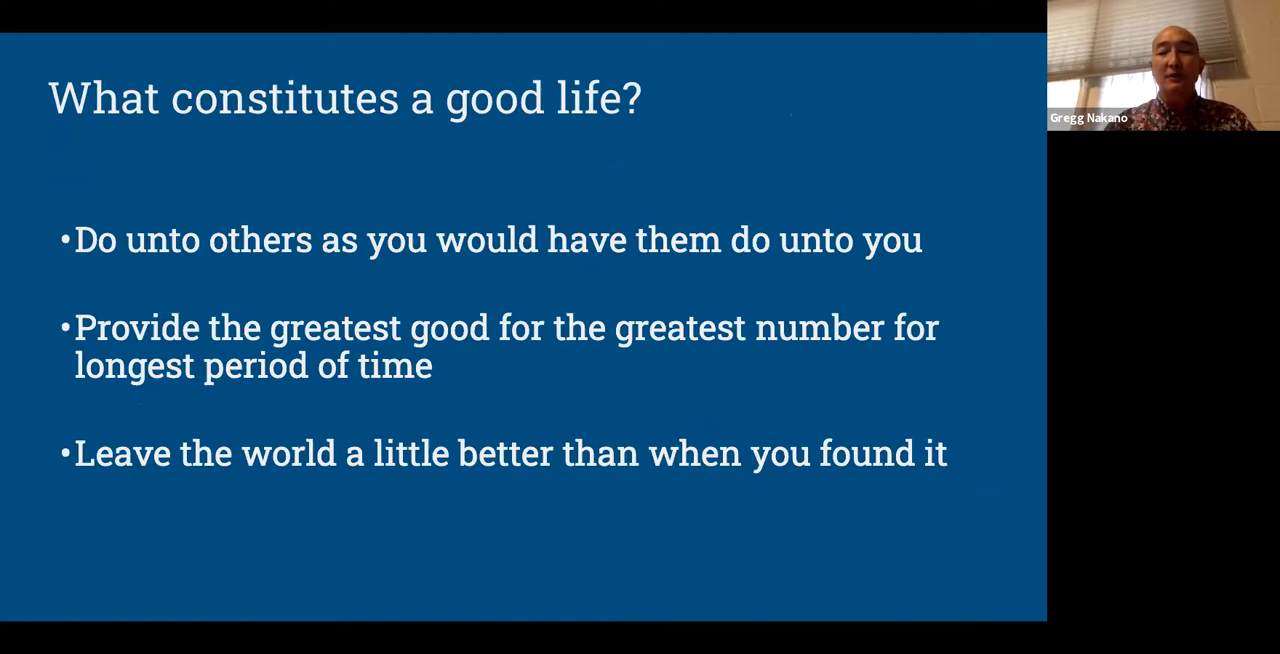 What constitutes a good life?
•Do unto others as you would have them do unto you
•Provide the greatest good for the greatest number for
longest period of time
•Leave the world a little better than when you found it
Gregg Nakano